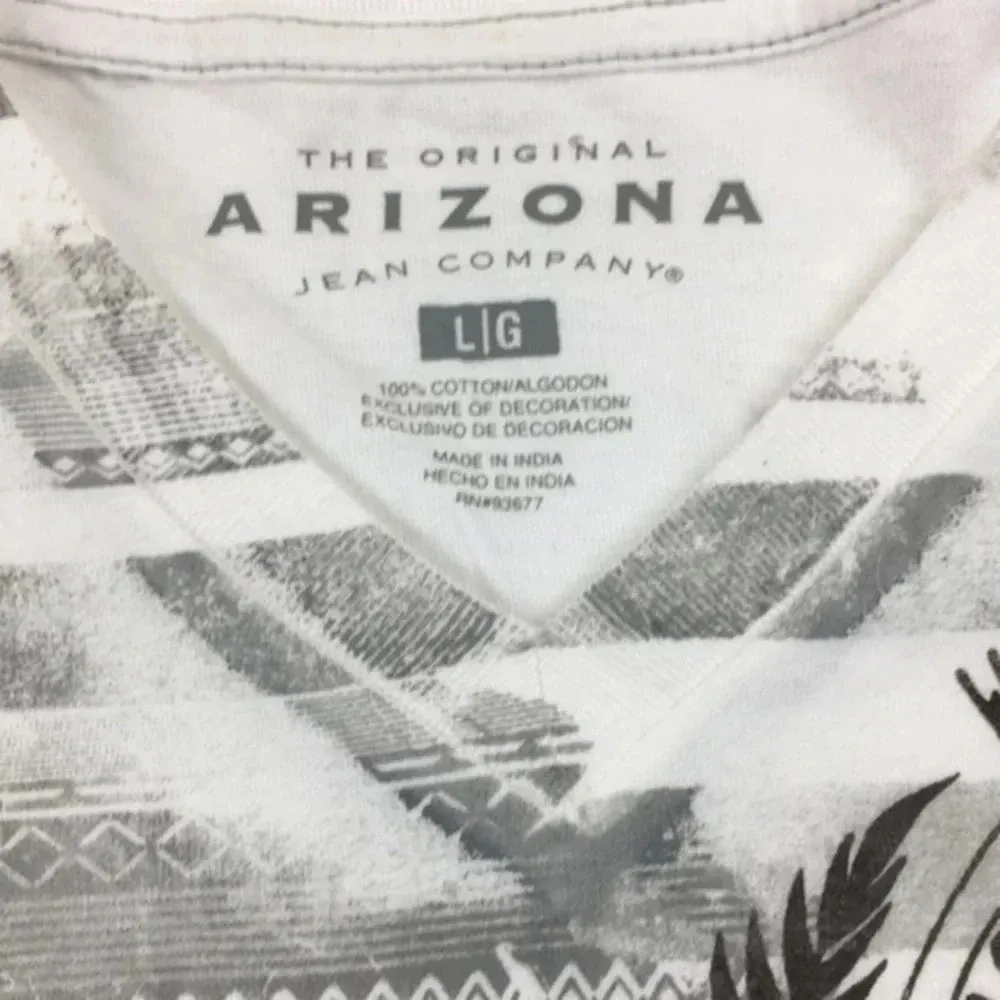 THE ORIGINAL
ARIZONA
JEAN COMPANY®
L|G
100% COTTON/ALGODON
EXCLUSIVE OF DECORATION/
EXCLUSIVO DE DECORACION
MADE IN INDIA
HECHO EN INDIA
RN#93677